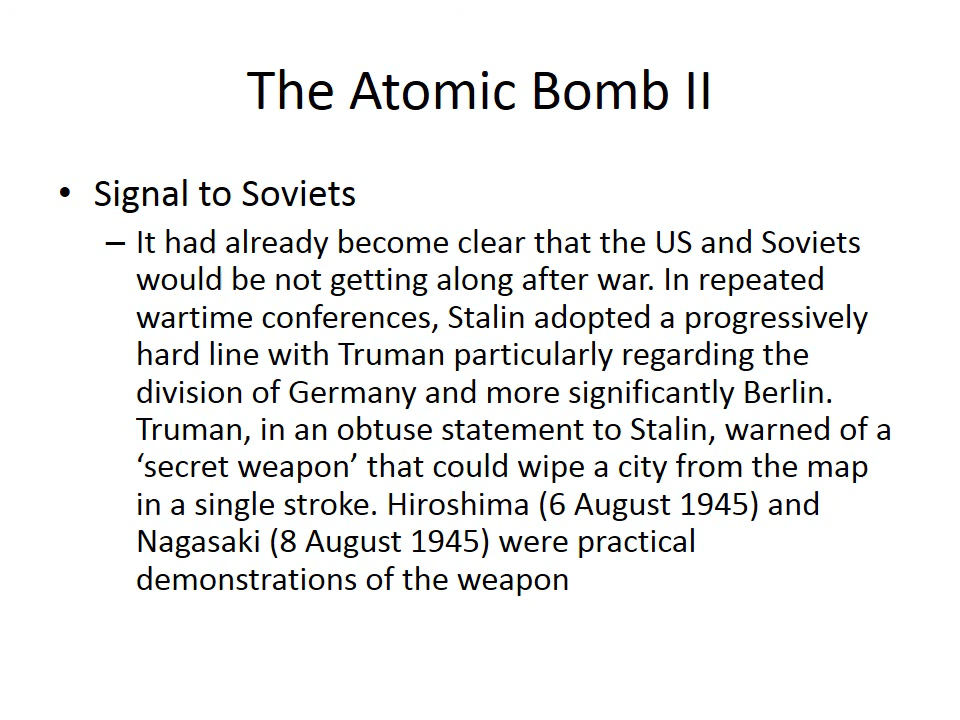 The Atomic Bomb II
• Signal to Soviets
– It had already become clear that the US and Soviets
would be not getting along after war. In repeated
wartime conferences, Stalin adopted a progressively
hard line with Truman particularly regarding the
division of Germany and more significantly Berlin.
Truman, in an obtuse statement to Stalin, warned of a
‘secret weapon’ that could wipe a city from the map
in a single stroke. Hiroshima (6 August 1945) and
Nagasaki (8 August 1945) were practical
demonstrations of the weapon